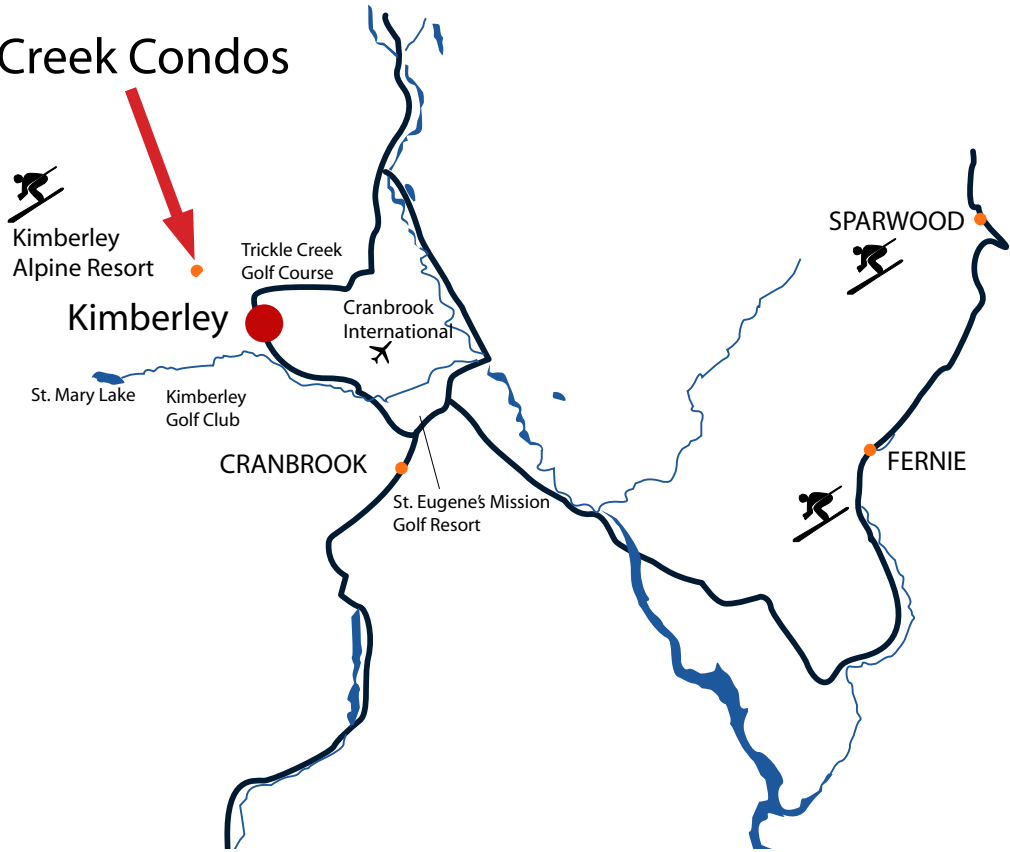 Creek Condos
Kimberley
Alpine Resort
Trickle Creek
Golf Course
SPARWOOD
Kimberley
Cranbrook
International
St. Mary Lake
Kimberley
Golf Club
CRANBROOK
FERNIE
St. Eugene's Mission
Golf Resort